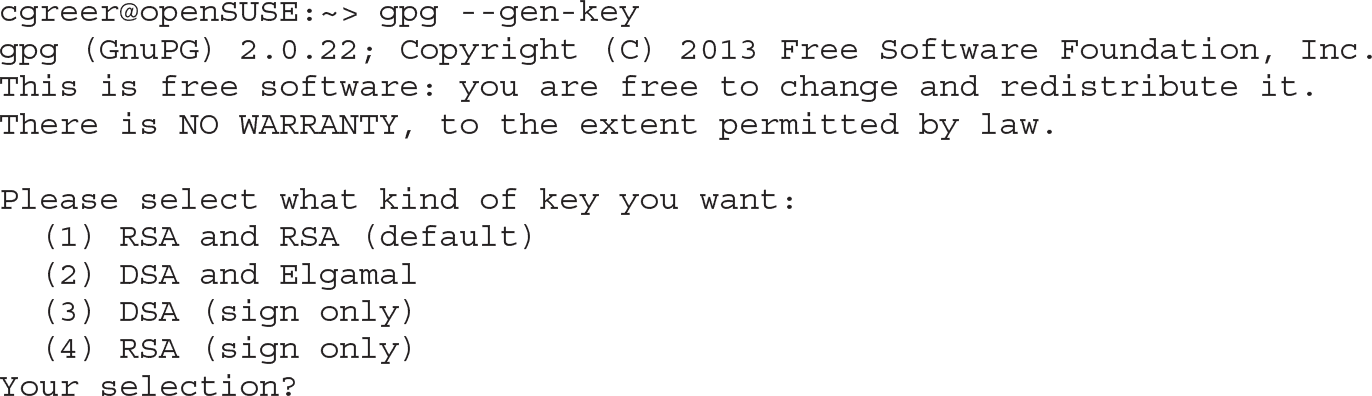 cgreer@openSUSE:~> gpg --gen-key
gpg (GnuPG) 2.0.22; Copyright (C) 2013 Free Software Foundation, Inc.
This is free software: you are free to change and redistribute it.
There is NO WARRANTY, to the extent permitted by law.

Please select what kind of key you want:
  (1) RSA and RSA (default)
  (2) DSA and Elgamal
  (3) DSA (sign only)
  (4) RSA (sign only)
Your selection?